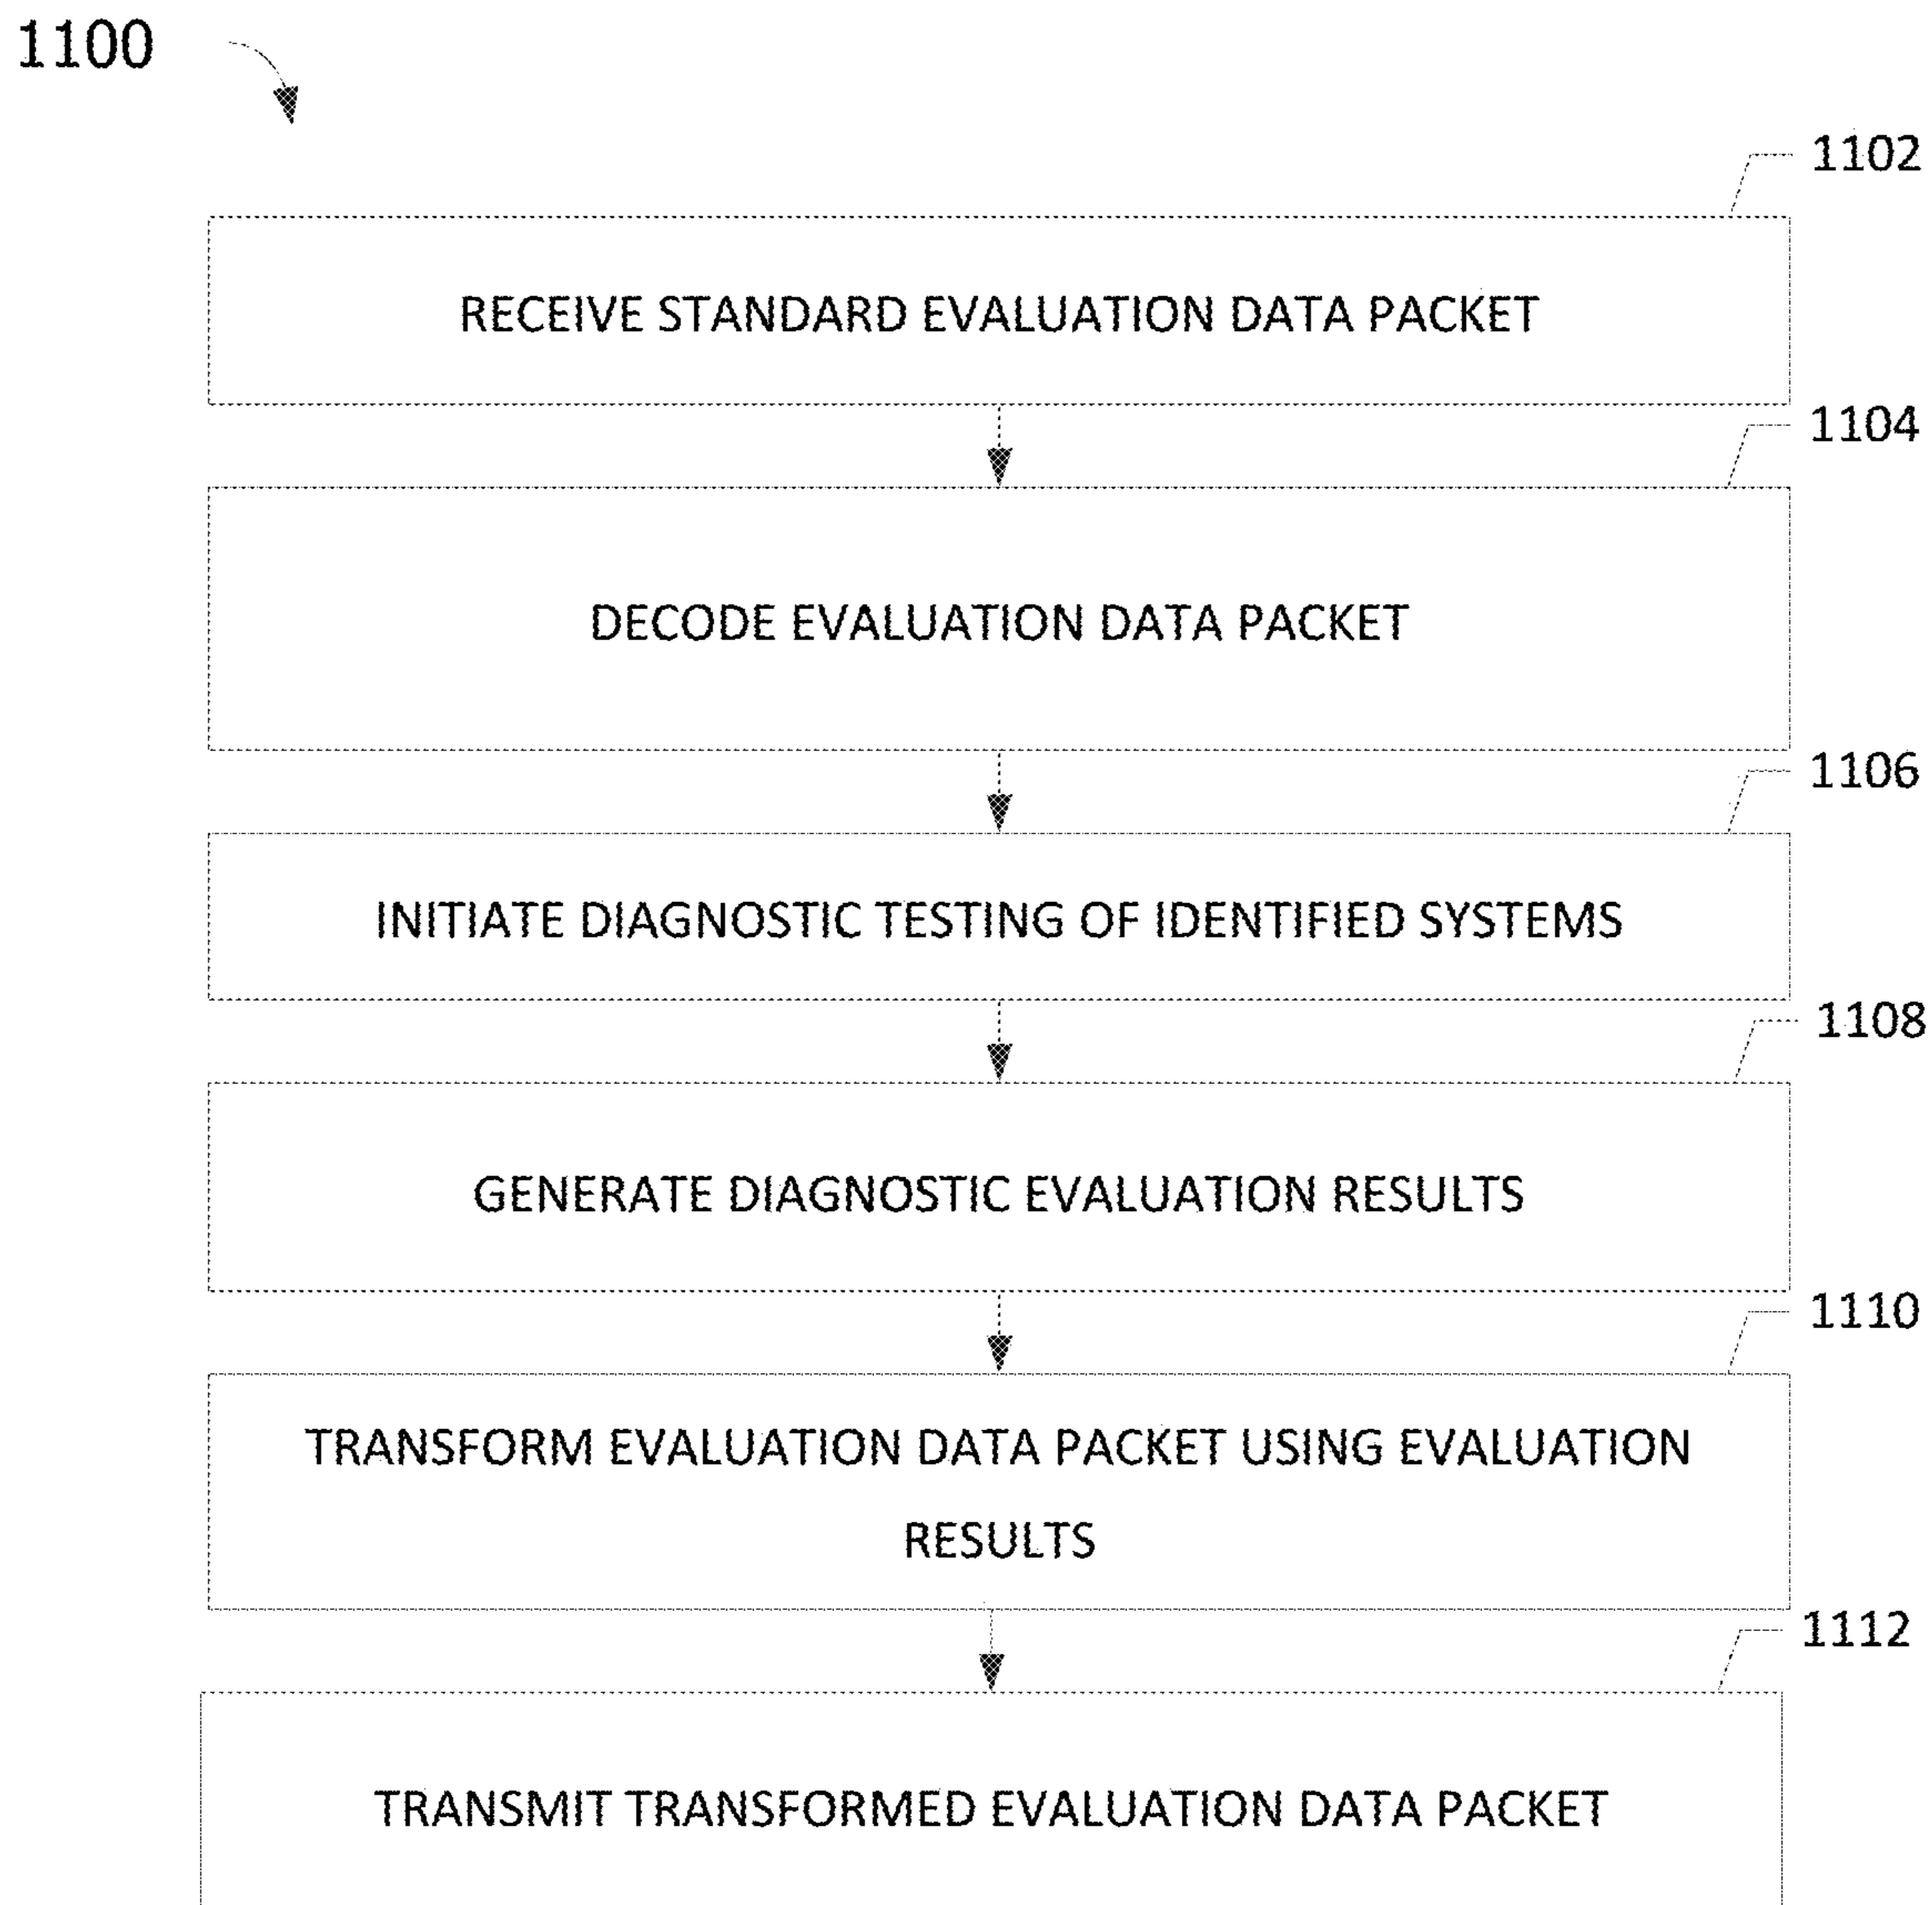 1100
1102
RECEIVE STANDARD EVALUATION DATA PACKET
1104
DECODE EVALUATION DATA PACKET
1106
INITIATE DIAGNOSTIC TESTING OF IDENTIFIED SYSTEMS
1108
GENERATE DIAGNOSTIC EVALUATION RESULTS
1110
TRANSFORM EVALUATION DATA PACKET USING EVALUATION
RESULTS
1112
TRANSMIT TRANSFORMED EVALUATION DATA PACKET